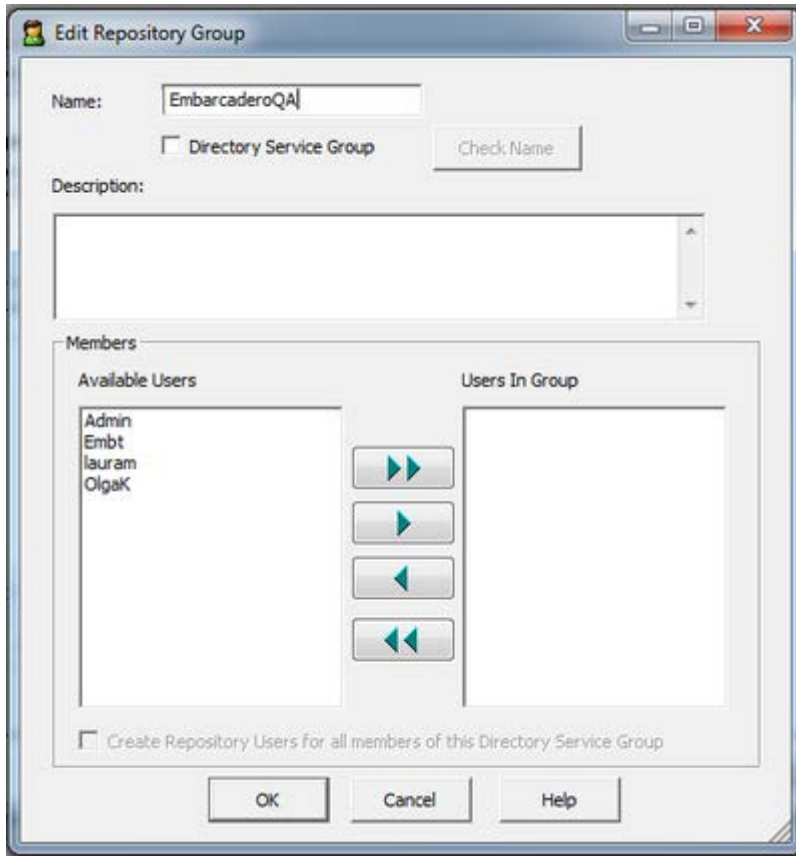 Edit Repository Group
Name: EmbarcaderoQA
Directory Service Group Check Name
Description:
Members
Available Users Users In Group
Admin
Embt
lauram
OlgaK
Create Repository Users for all members of this Directory Service Group
OK Cancel Help